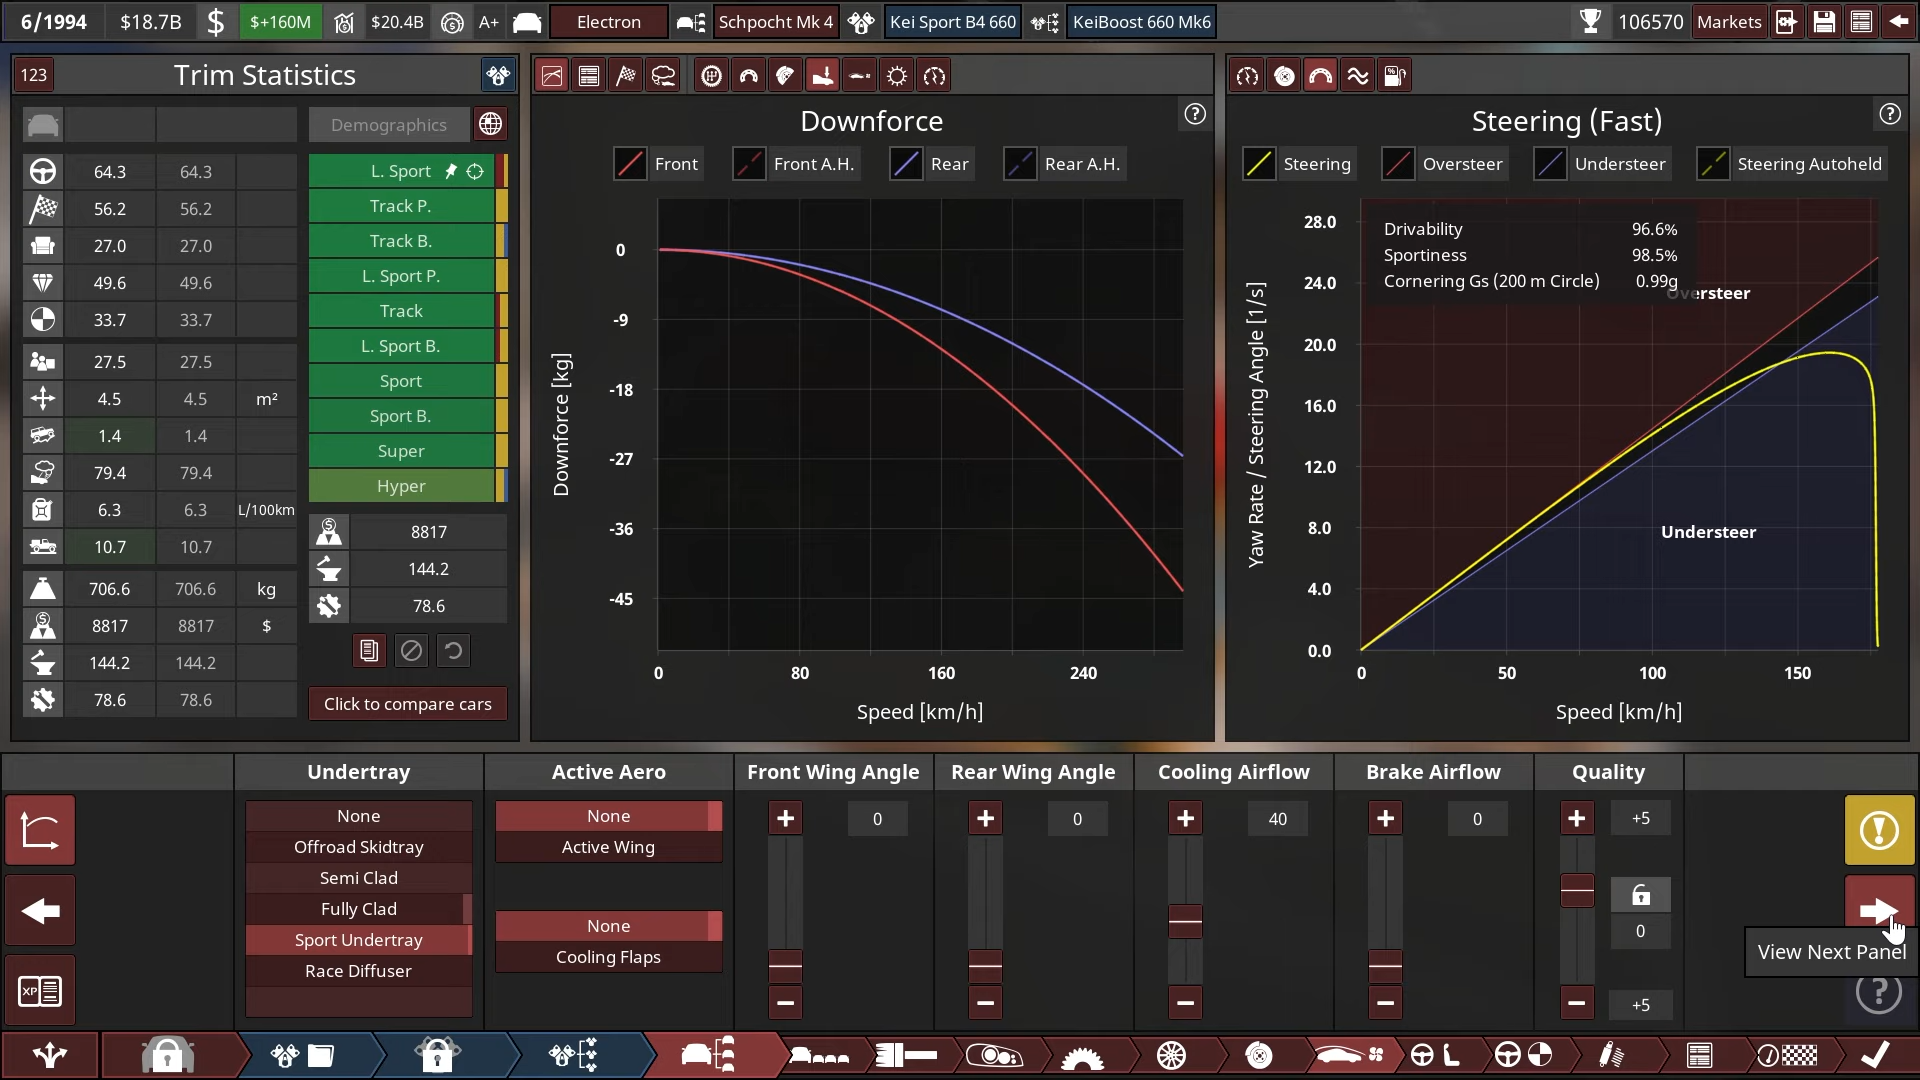 6/1994 $18.7B $ $+160M $20.4B A+ Electron Schpocht Mk 4 Kei Sport B4 660 KeiBoost 660 Mk6 106570 Markets
123 Trim Statistics
Demographics
64.3 64.3
56.2 56.2
27.0 27.0
49.6 49.6
33.7 33.7
27.5 27.5
4.5 4.5 m²
1.4 1.4
79.4 79.4
6.3 6.3 L/100km
10.7 10.7
706.6 706.6 kg
8817 8817 $
144.2 144.2
78.6 78.6
L. Sport
Track P.
Track B.
L. Sport P.
Track
L. Sport B.
Sport
Sport B.
Super
Hyper
8817
144.2
78.6
Click to compare cars
Downforce
?
Front Front A.H. Rear Rear A.H.
Downforce [kg]
0
-9
-18
-27
-36
-45
0 80 160 240
Speed [km/h]
Steering (Fast)
?
Steering Oversteer Understeer Steering Autoheld
Yaw Rate / Steering Angle [1/s]
28.0
24.0
20.0
16.0
12.0
8.0
4.0
0.0
Drivability 96.6%
Sportiness 98.5%
Cornering Gs (200 m Circle) 0.99g
Oversteer
Understeer
0 50 100 150
Speed [km/h]
Undertray
None
Offroad Skidtray
Semi Clad
Fully Clad
Sport Undertray
Race Diffuser
Active Aero
None
Active Wing
None
Cooling Flaps
Front Wing Angle
+ 0
−
Rear Wing Angle
+ 0
−
Cooling Airflow
+ 40
−
Brake Airflow
+ 0
−
Quality
+ +5
0
− +5
View Next Panel
XP
?